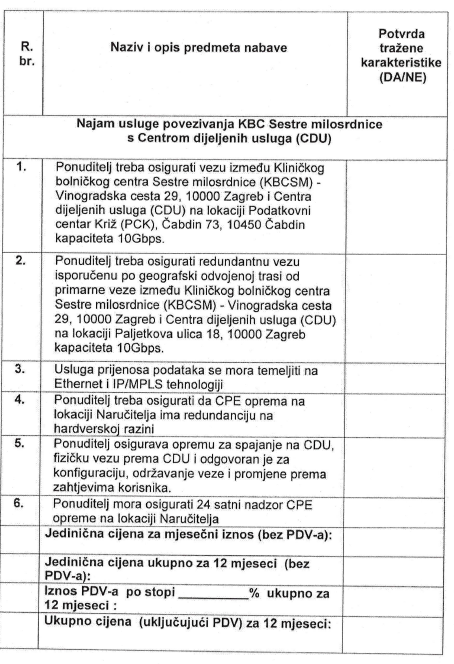 R.
br.
Naziv i opis predmeta nabave
Potvrda
tražene
karakteristike
(DA/NE)
Najam usluge povezivanja KBC Sestre milosrdnice
s Centrom dijeljenih usluga (CDU)
1.
Ponuditelj treba osigurati vezu između Kliničkog
bolničkog centra Sestre milosrdnice (KBCSM) -
Vinogradska cesta 29, 10000 Zagreb i Centra
dijeljenih usluga (CDU) na lokaciji Podatkovni
centar Križ (PCK), Čabdin 73, 10450 Čabdin
kapaciteta 10Gbps.
2.
Ponuditelj treba osigurati redundantnu vezu
isporučenu po geografski odvojenoj trasi od
primarne veze između Kliničkog bolničkog centra
Sestre milosrdnice (KBCSM) - Vinogradska cesta
29, 10000 Zagreb i Centra dijeljenih usluga (CDU)
na lokaciji Paljetkova ulica 18, 10000 Zagreb
kapaciteta 10Gbps.
3.
Usluga prijenosa podataka se mora temeljiti na
Ethernet i IP/MPLS tehnologiji
4.
Ponuditelj treba osigurati da CPE oprema na
lokaciji Naručitelja ima redundanciju na
hardverskoj razini
5.
Ponuditelj osigurava opremu za spajanje na CDU,
fizičku vezu prema CDU i odgovoran je za
konfiguraciju, održavanje veze i promjene prema
zahtjevima korisnika.
6.
Ponuditelj mora osigurati 24 satni nadzor CPE
opreme na lokaciji Naručitelja
Jedinična cijena za mjesečni iznos (bez PDV-a):
Jedinična cijena ukupno za 12 mjeseci (bez
PDV-a):
Iznos PDV-a po stopi __________% ukupno za
12 mjeseci :
Ukupno cijena (uključujući PDV) za 12 mjeseci: